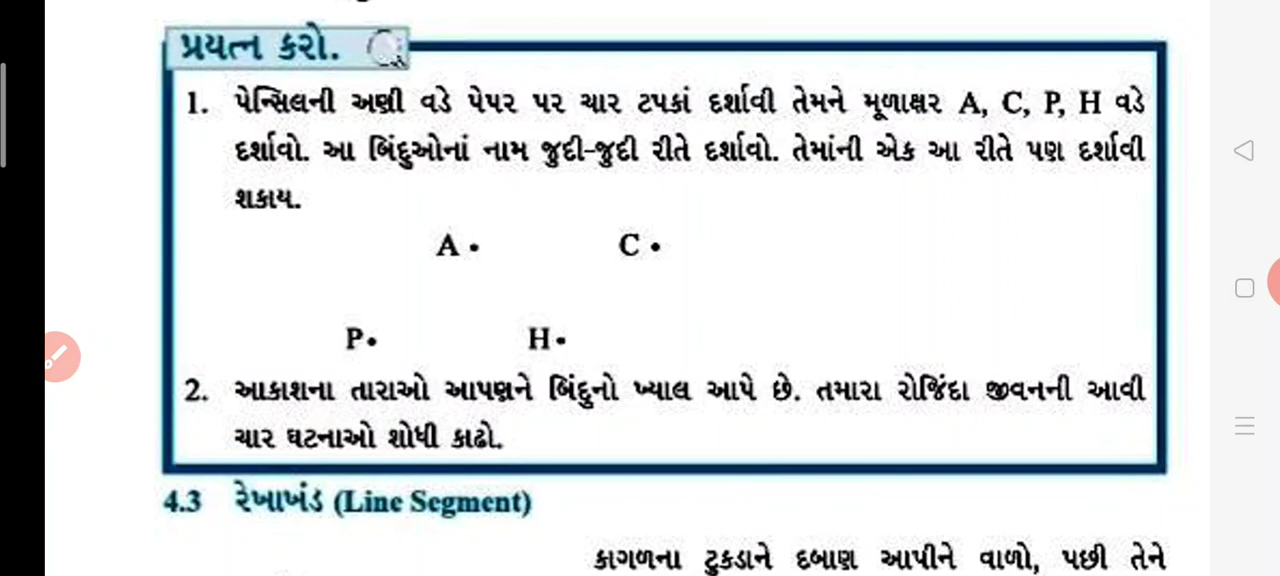 પ્રયત્ન કરો.
1. પેન્સિલની અણી વડે પેપર પર ચાર ટપકાં દર્શાવી તેમને મૂળાક્ષર A, C, P, H વડે
દર્શાવો. આ બિંદુઓનાં નામ જુદી-જુદી રીતે દર્શાવો. તેમાંની એક આ રીતે પણ દર્શાવી
શકાય.
A • C •
P • H •
2. આકાશના તારાઓ આપણને બિંદુનો ખ્યાલ આપે છે. તમારા રોજિંદા જીવનની આવી
ચાર ઘટનાઓ શોધી કાઢો.
4.3 રેખાખંડ (Line Segment)
કાગળના ટુકડાને દબાણ આપીને વાળો, પછી તેને